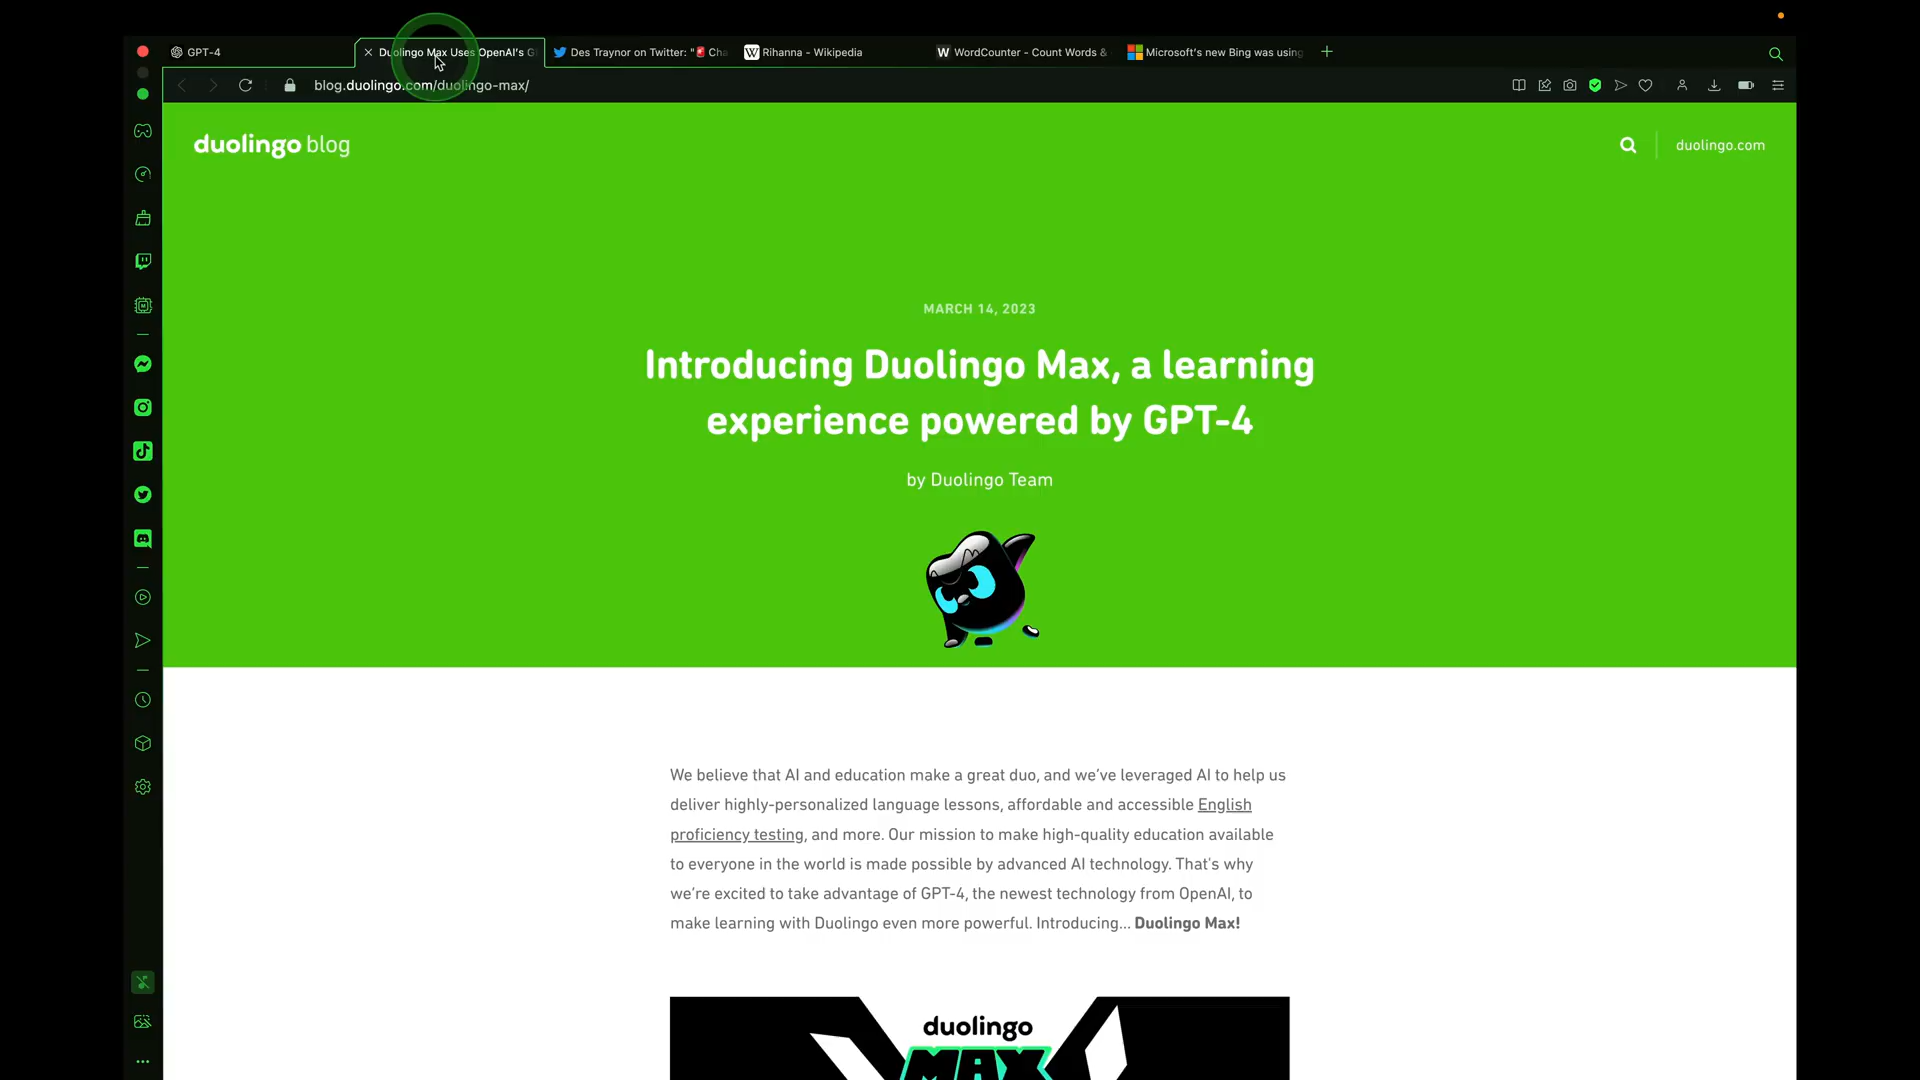 GPT-4
Duolingo Max Uses OpenAI's G
Des Traynor on Twitter: "🚨 Cha
Rihanna - Wikipedia
WordCounter - Count Words &
Microsoft's new Bing was using
blog.duolingo.com/duolingo-max/
duolingo blog
duolingo.com
MARCH 14, 2023
Introducing Duolingo Max, a learning
experience powered by GPT-4
by Duolingo Team
We believe that AI and education make a great duo, and we've leveraged AI to help us
deliver highly-personalized language lessons, affordable and accessible English
proficiency testing, and more. Our mission to make high-quality education available
to everyone in the world is made possible by advanced AI technology. That's why
we're excited to take advantage of GPT-4, the newest technology from OpenAI, to
make learning with Duolingo even more powerful. Introducing... Duolingo Max!
duolingo
MAX